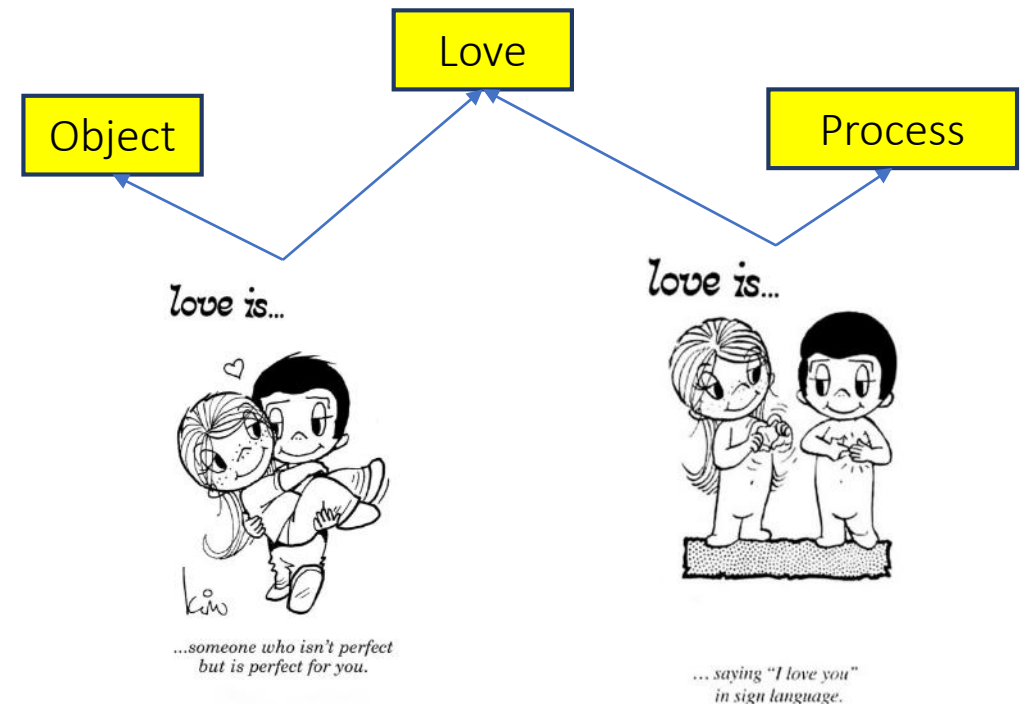 Love
Object
Process
love is...
love is...
...someone who isn't perfect
but is perfect for you.
... saying "I love you"
in sign language.